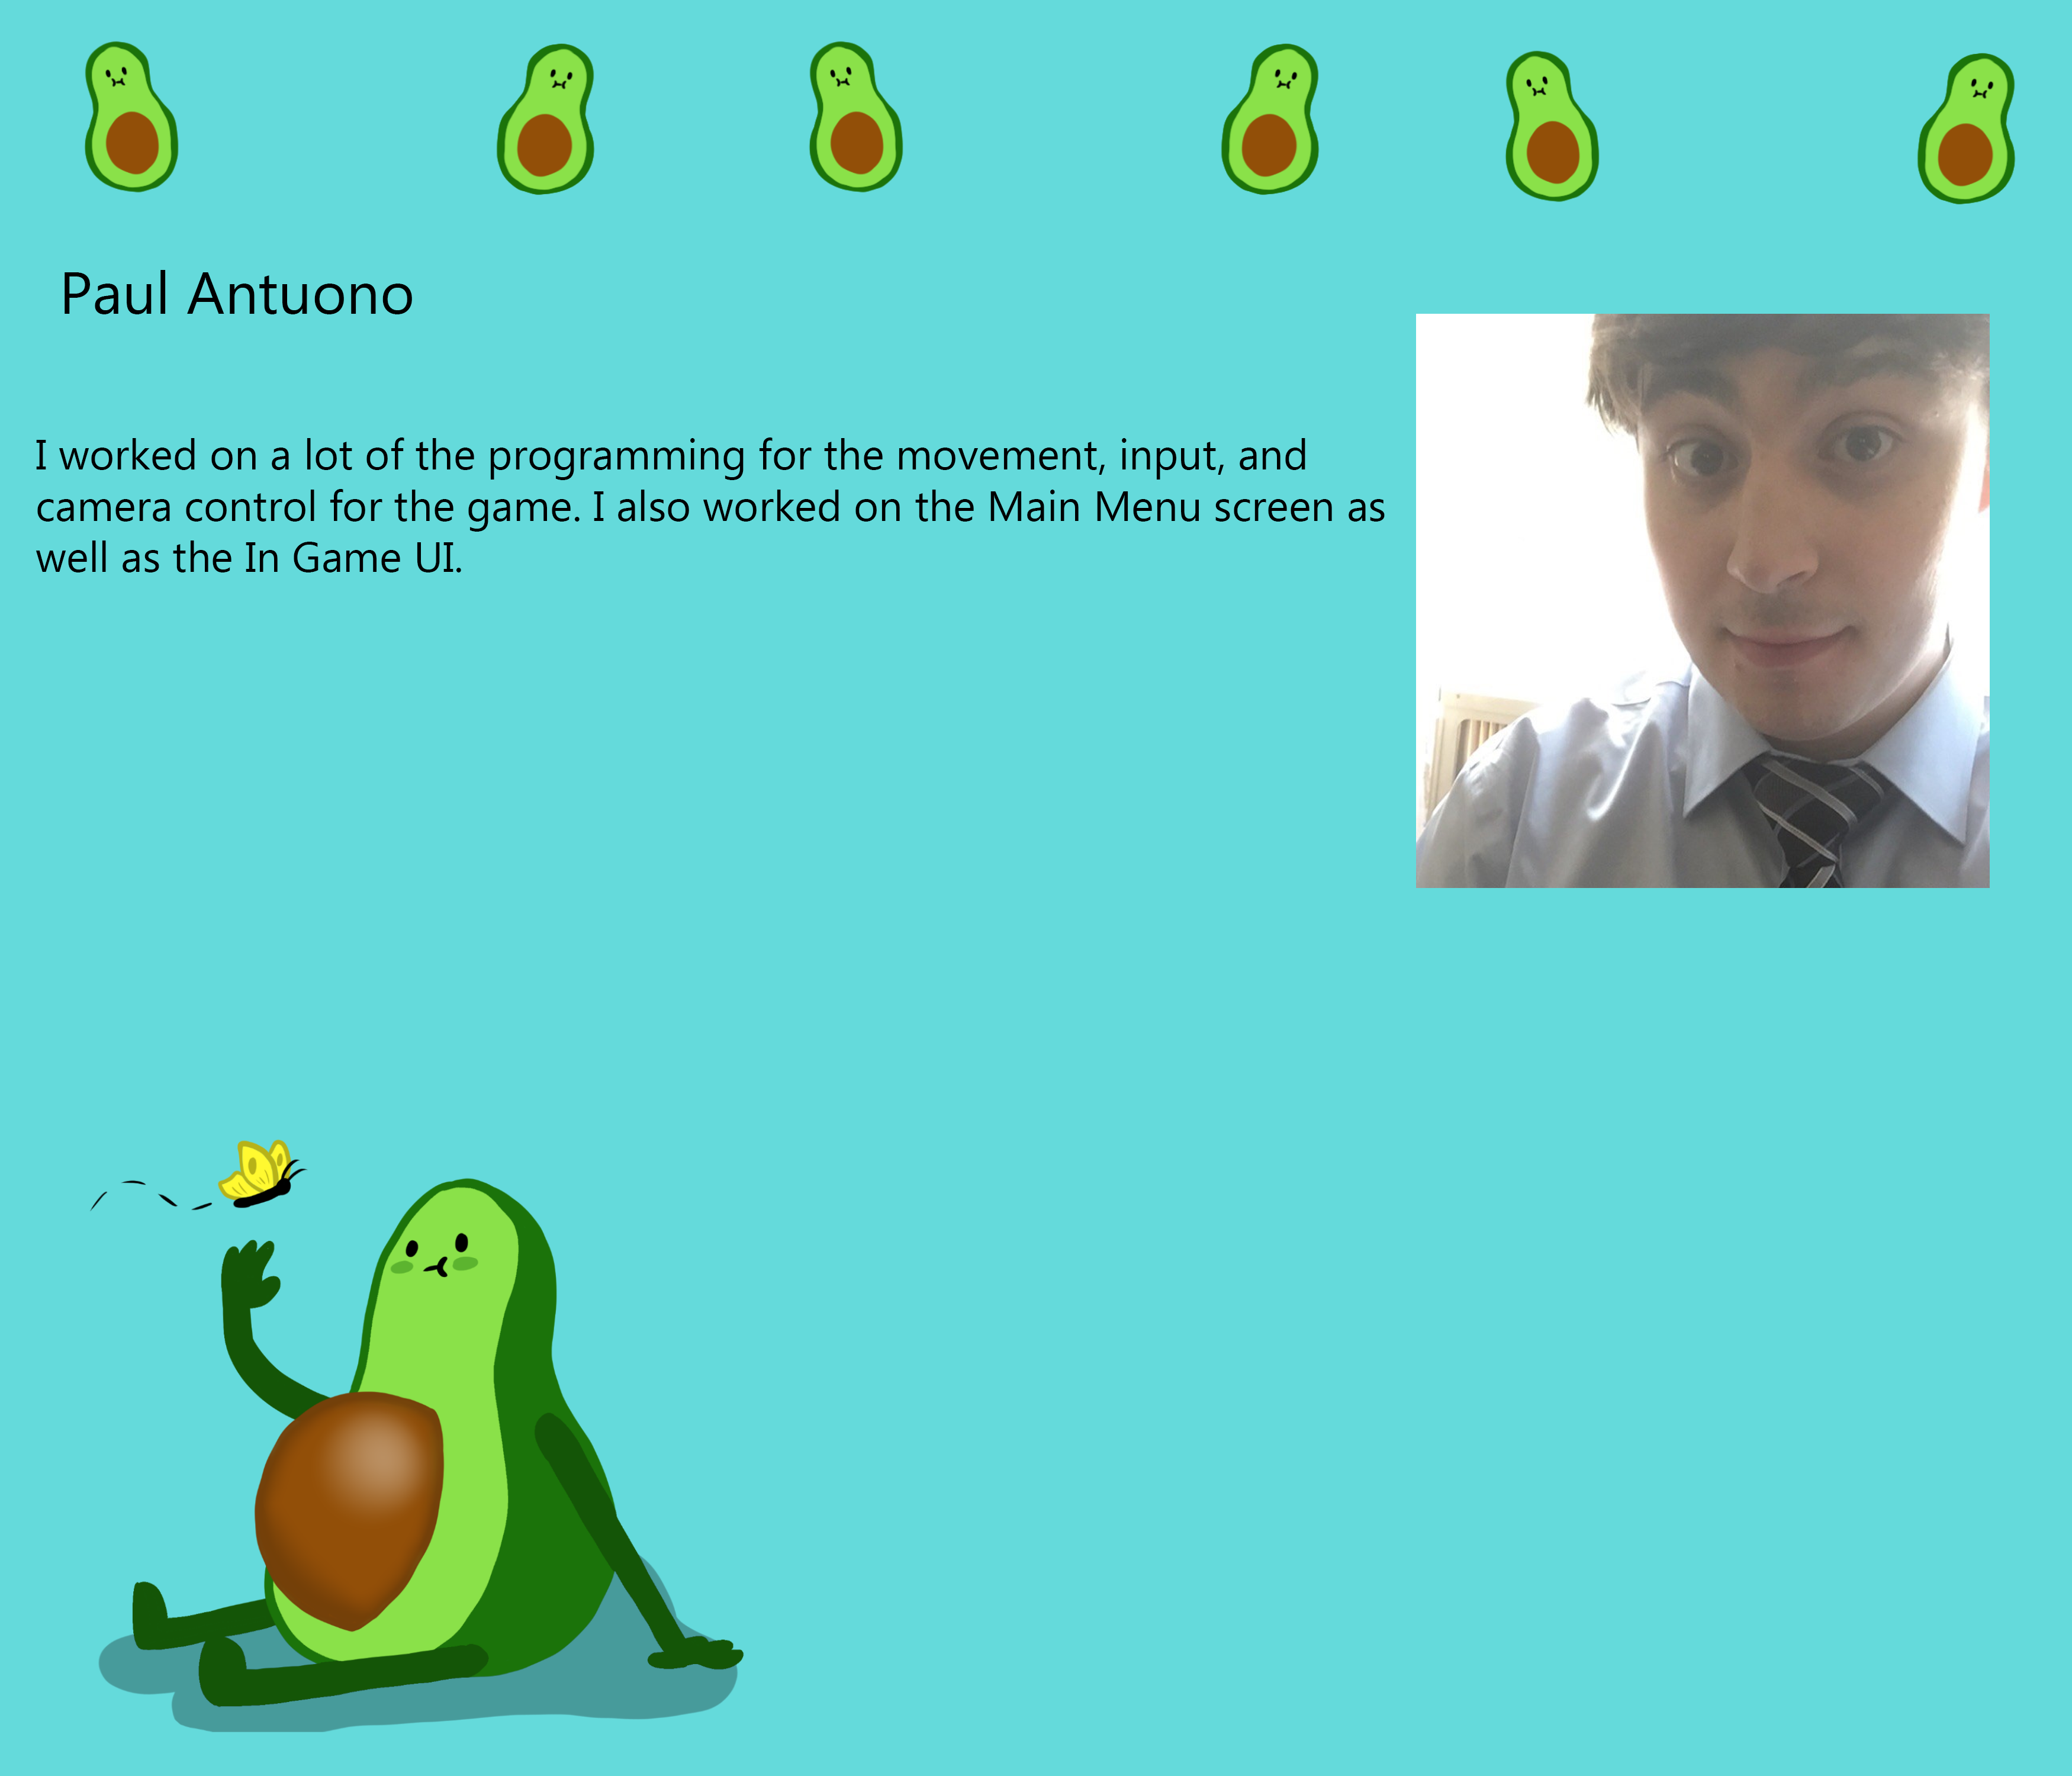 Paul Antuono
I worked on a lot of the programming for the movement, input, and
camera control for the game. I also worked on the Main Menu screen as
well as the In Game UI.